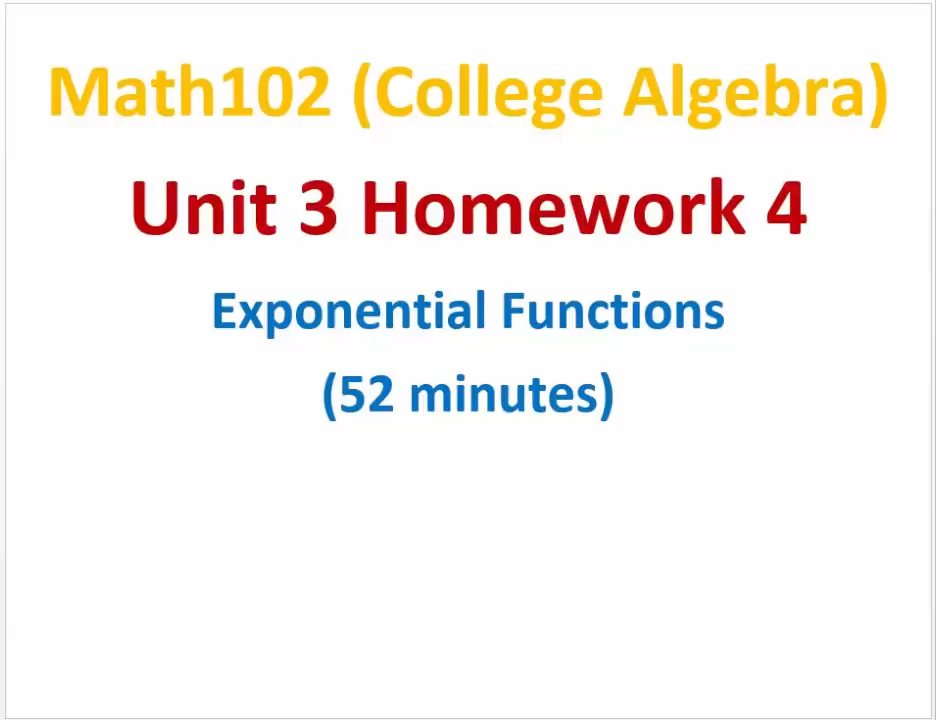 Math102 (College Algebra)
Unit 3 Homework 4
Exponential Functions
(52 minutes)